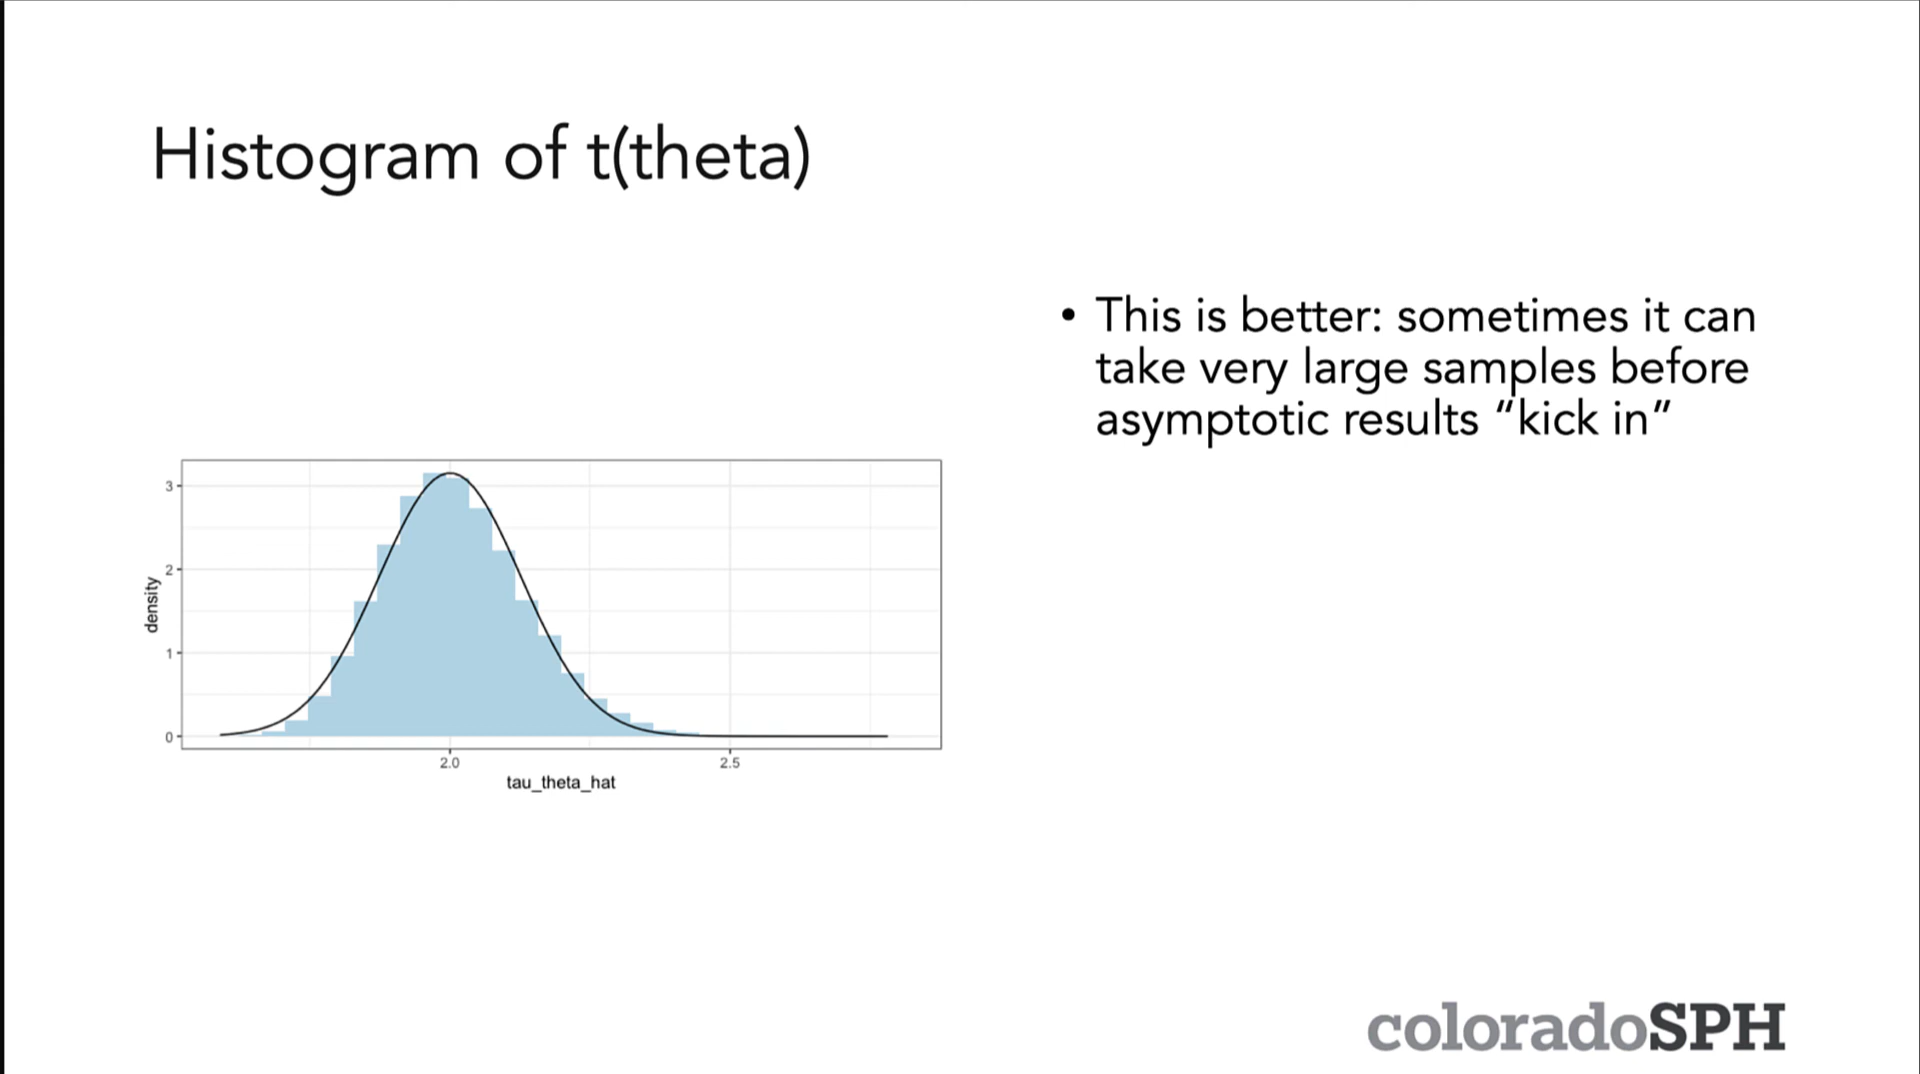 Histogram of t(theta)
• This is better: sometimes it can
take very large samples before
asymptotic results “kick in”
3
2
1
0
density
2.0
2.5
tau_theta_hat
coloradoSPH